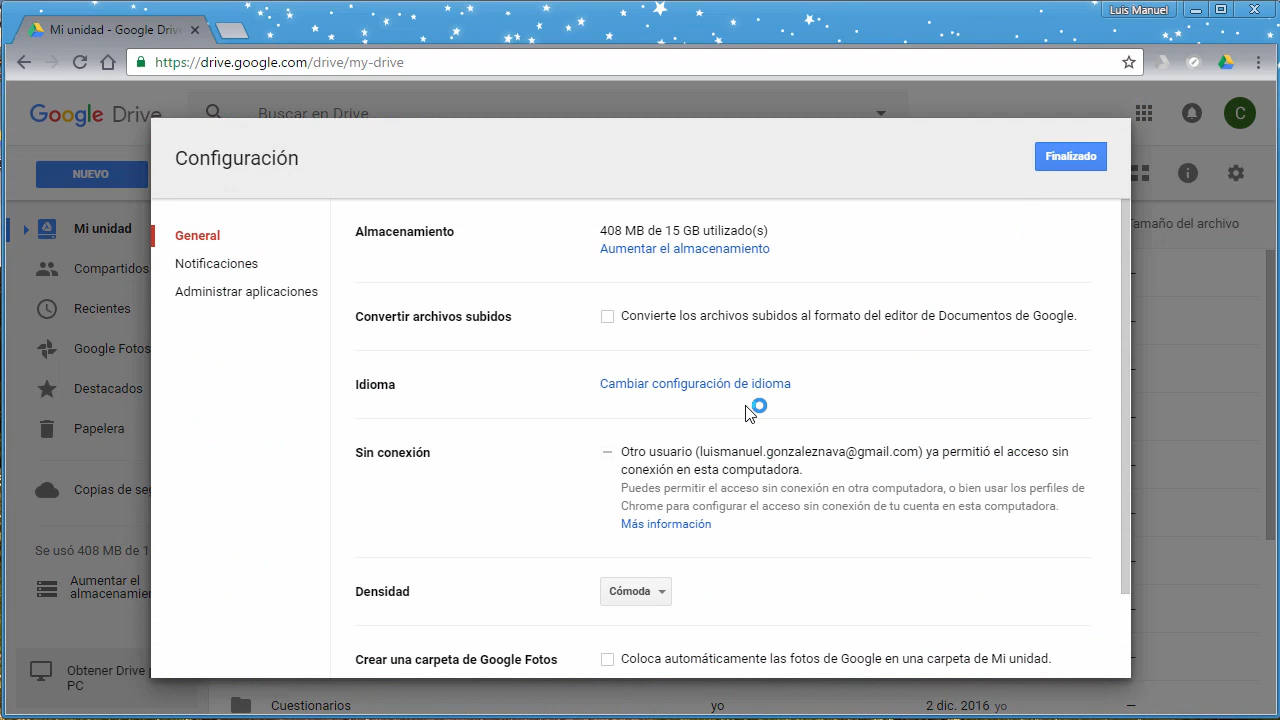 Luis Manuel
Mi unidad - Google Drive
https://drive.google.com/drive/my-drive
Google Drive
Buscar en Drive
C
NUEVO
Configuración
Finalizado
Tamaño del archivo
Mi unidad
Compartidos
Recientes
Google Fotos
Destacados
Papelera
Copias de seg
Se usó 408 MB de 1
Aumentar el
almacenamie
Obtener Drive p
PC
General
Notificaciones
Administrar aplicaciones
Almacenamiento
408 MB de 15 GB utilizado(s)
Aumentar el almacenamiento
Convertir archivos subidos
Convierte los archivos subidos al formato del editor de Documentos de Google.
Idioma
Cambiar configuración de idioma
Sin conexión
Otro usuario (luismanuel.gonzaleznava@gmail.com) ya permitió el acceso sin
conexión en esta computadora.
Puedes permitir el acceso sin conexión en otra computadora, o bien usar los perfiles de
Chrome para configurar el acceso sin conexión de tu cuenta en esta computadora.
Más información
Densidad
Cómoda
Crear una carpeta de Google Fotos
Coloca automáticamente las fotos de Google en una carpeta de Mi unidad.
Cuestionarios yo 2 dic. 2016 yo —